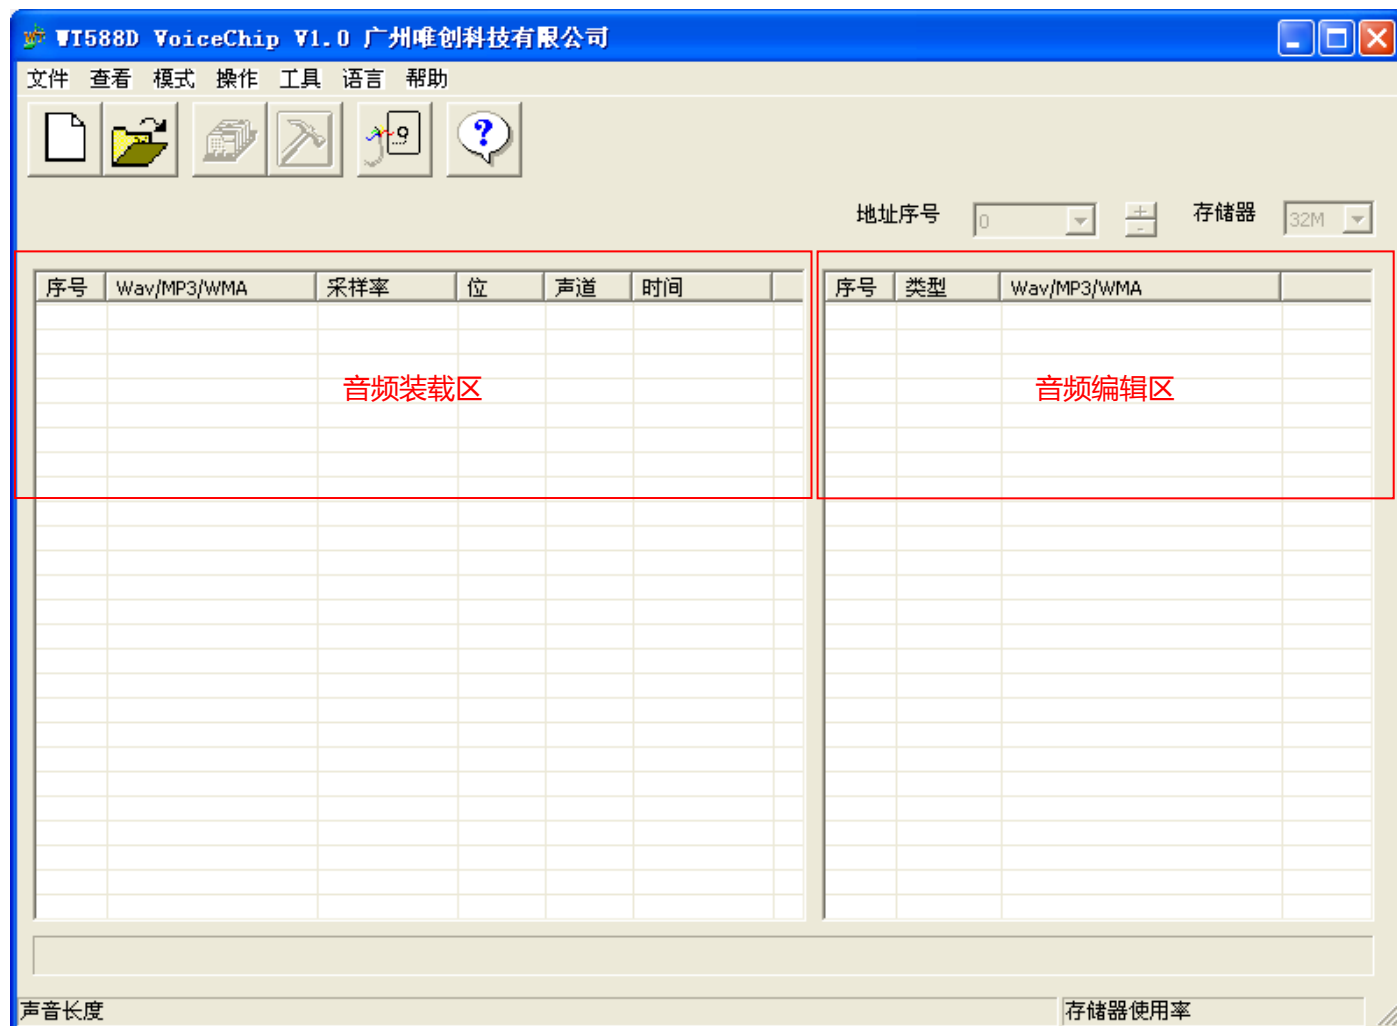 WT588D VoiceChip V1.0 广州唯创科技有限公司
文件 查看 模式 操作 工具 语言 帮助
地址序号 0 + - 存储器 32M
序号 Wav/MP3/WMA 采样率 位 声道 时间 序号 类型 Wav/MP3/WMA
音频装载区 音频编辑区
声音长度 存储器使用率